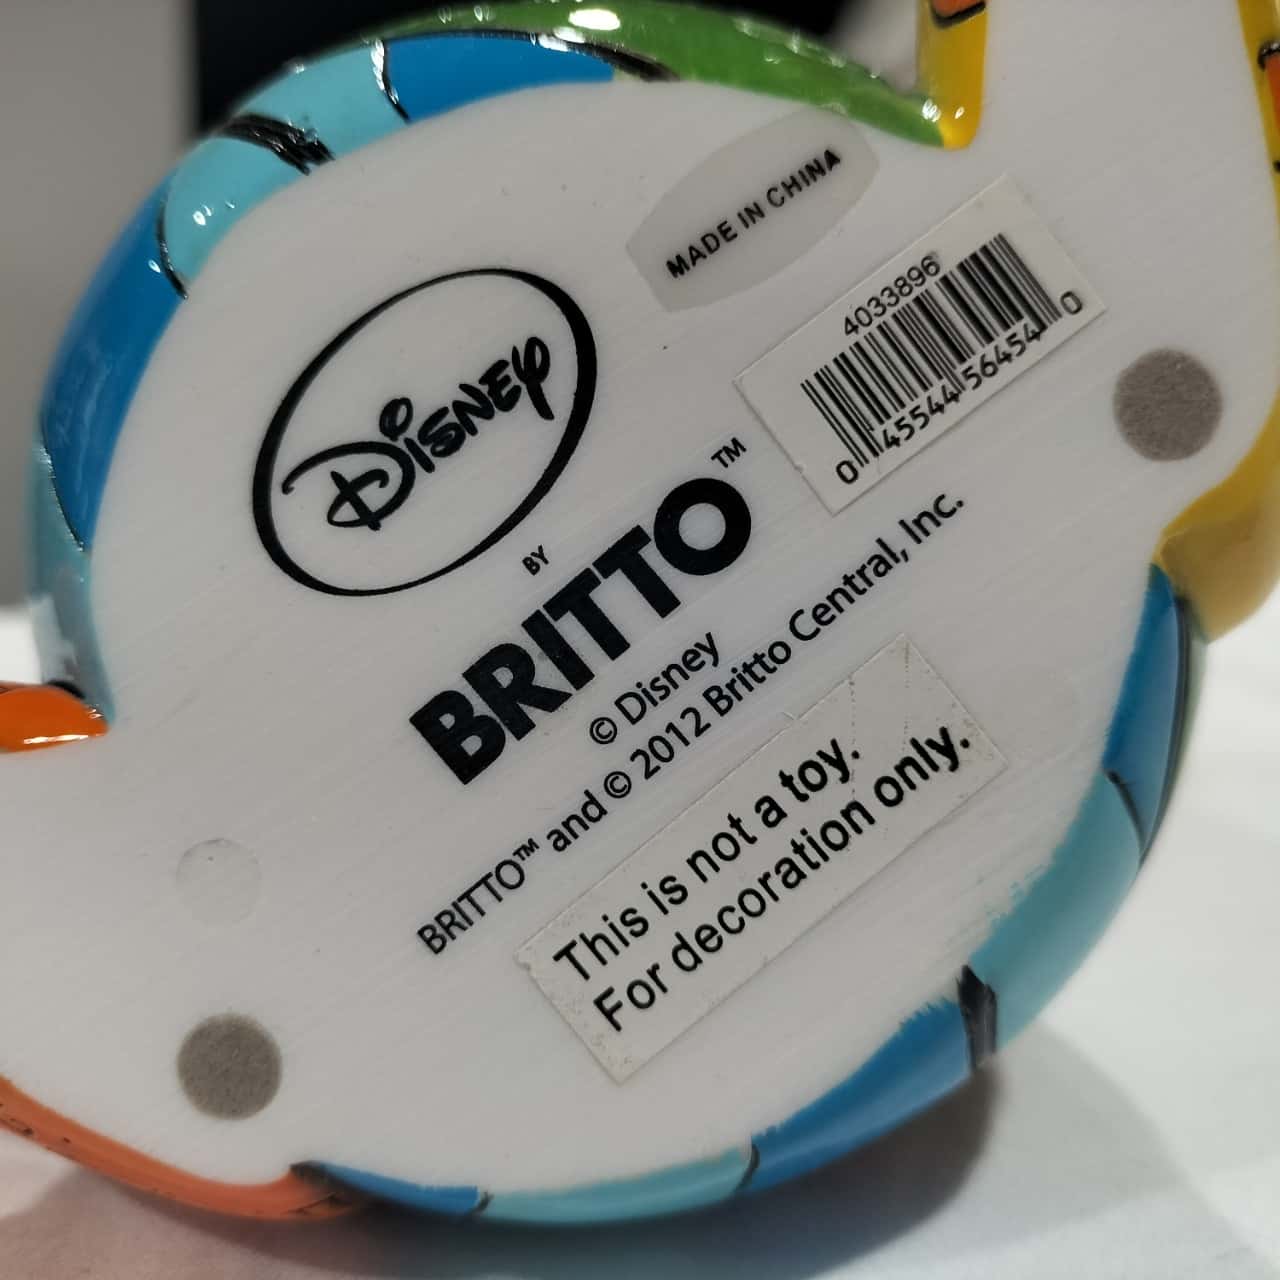 MADE IN CHINA
4033896
0 45544 56454 0
Disney
BY
BRITTO™
© Disney
BRITTO™ and © 2012 Britto Central, Inc.
This is not a toy.
For decoration only.